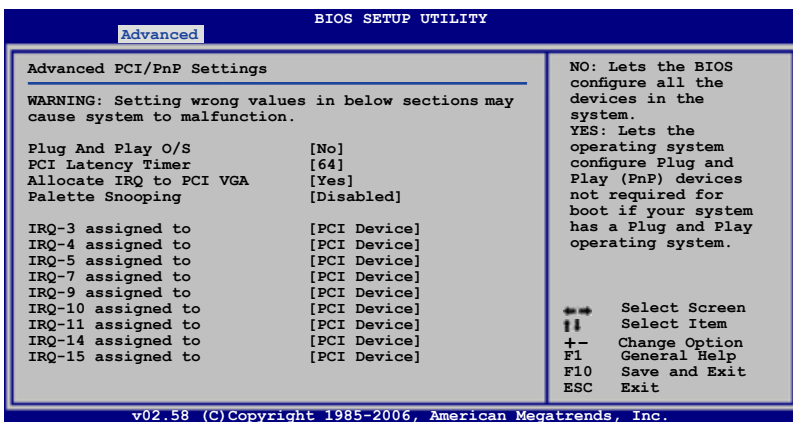 BIOS SETUP UTILITY
Advanced
Advanced PCI/PnP Settings
WARNING: Setting wrong values in below sections may
cause system to malfunction.
Plug And Play O/S [No]
PCI Latency Timer [64]
Allocate IRQ to PCI VGA [Yes]
Palette Snooping [Disabled]
IRQ-3 assigned to [PCI Device]
IRQ-4 assigned to [PCI Device]
IRQ-5 assigned to [PCI Device]
IRQ-7 assigned to [PCI Device]
IRQ-9 assigned to [PCI Device]
IRQ-10 assigned to [PCI Device]
IRQ-11 assigned to [PCI Device]
IRQ-14 assigned to [PCI Device]
IRQ-15 assigned to [PCI Device]
NO: Lets the BIOS
configure all the
devices in the
system.
YES: Lets the
operating system
configure Plug and
Play (PnP) devices
not required for
boot if your system
has a Plug and Play
operating system.
←→ Select Screen
↑↓ Select Item
+- Change Option
F1 General Help
F10 Save and Exit
ESC Exit
v02.58 (C)Copyright 1985-2006, American Megatrends, Inc.